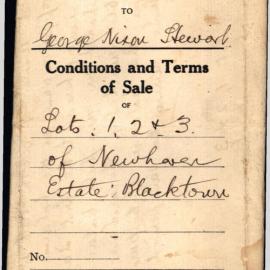 TO
George Nixon Stewart.
Conditions and Terms
of Sale
OF
Lots. 1, 2 & 3.
of Newhaven
Estate: Blacktown
No.